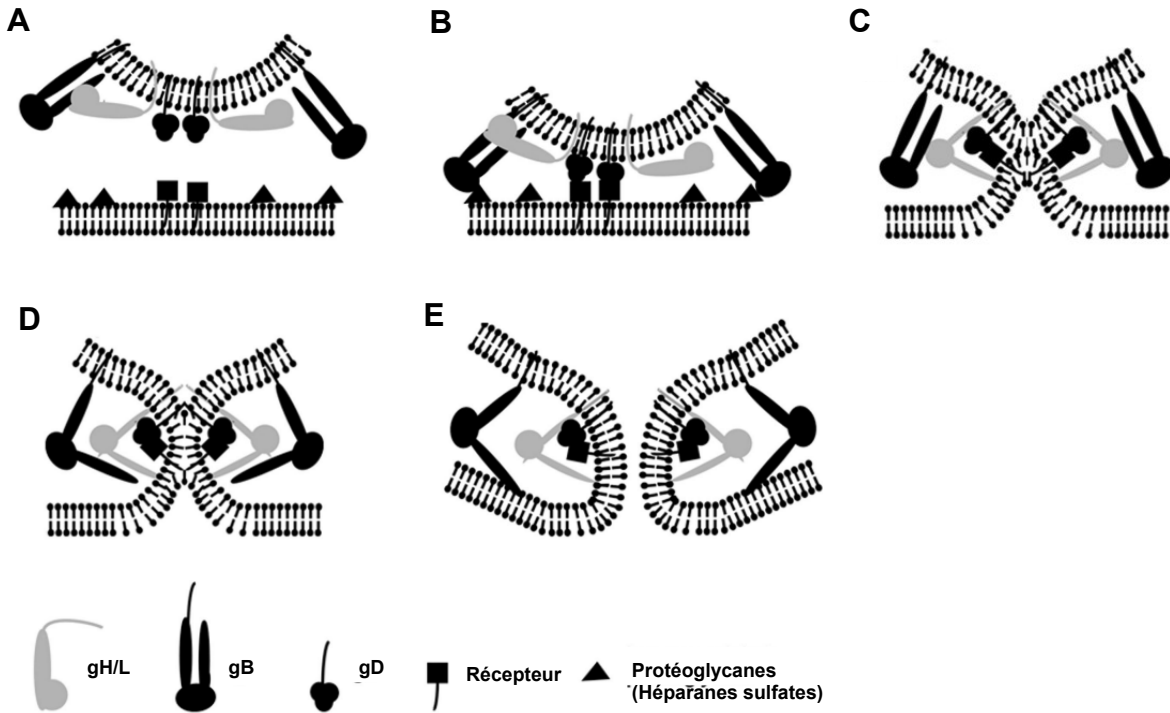 A
B
C
D
E
gH/L
gB
gD
Récepteur
Protéoglycanes
(Héparanes sulfates)